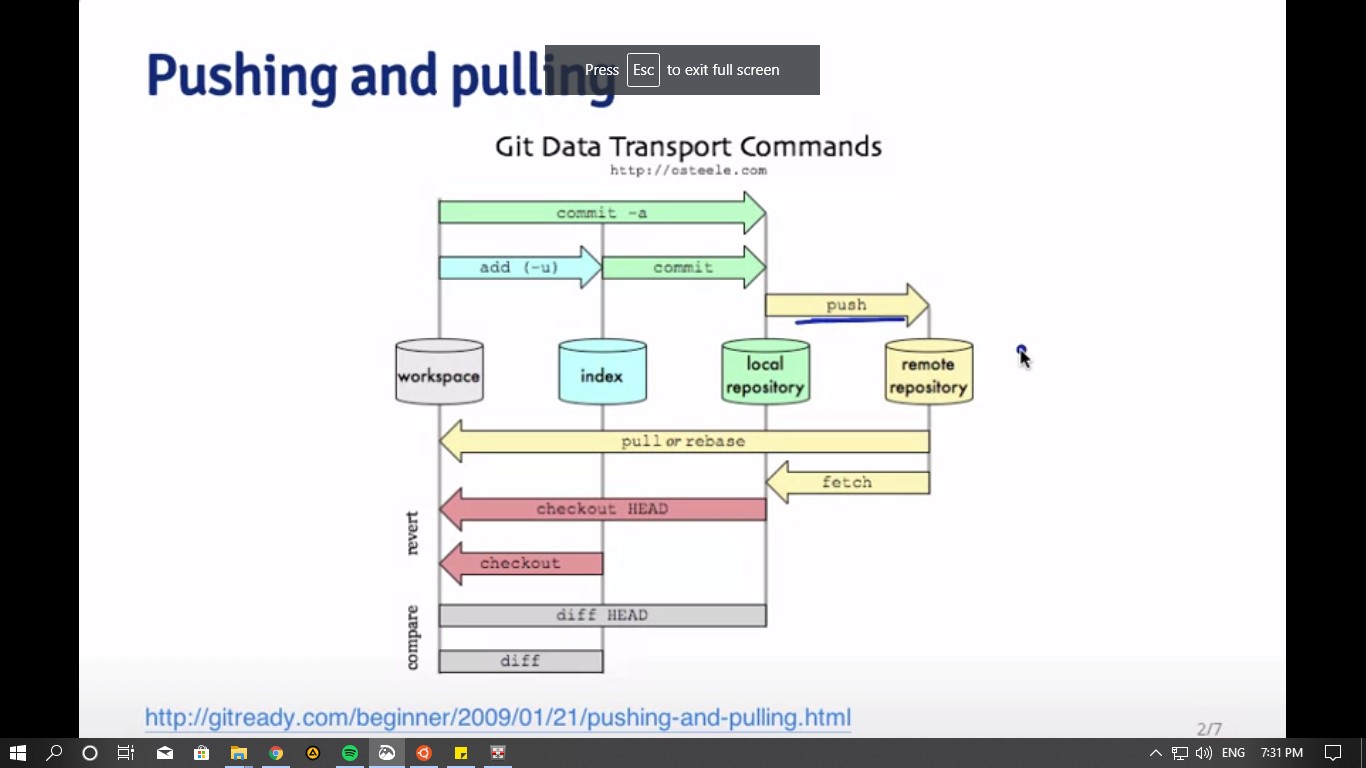 Pushing and pulling
Press Esc to exit full screen
Git Data Transport Commands
http://osteele.com
commit -a
add (-u)
commit
push
workspace
index
local
repository
remote
repository
pull or rebase
fetch
checkout HEAD
revert
checkout
diff HEAD
compare
diff
http://gitready.com/beginner/2009/01/21/pushing-and-pulling.html
2/7
ENG
7:31 PM